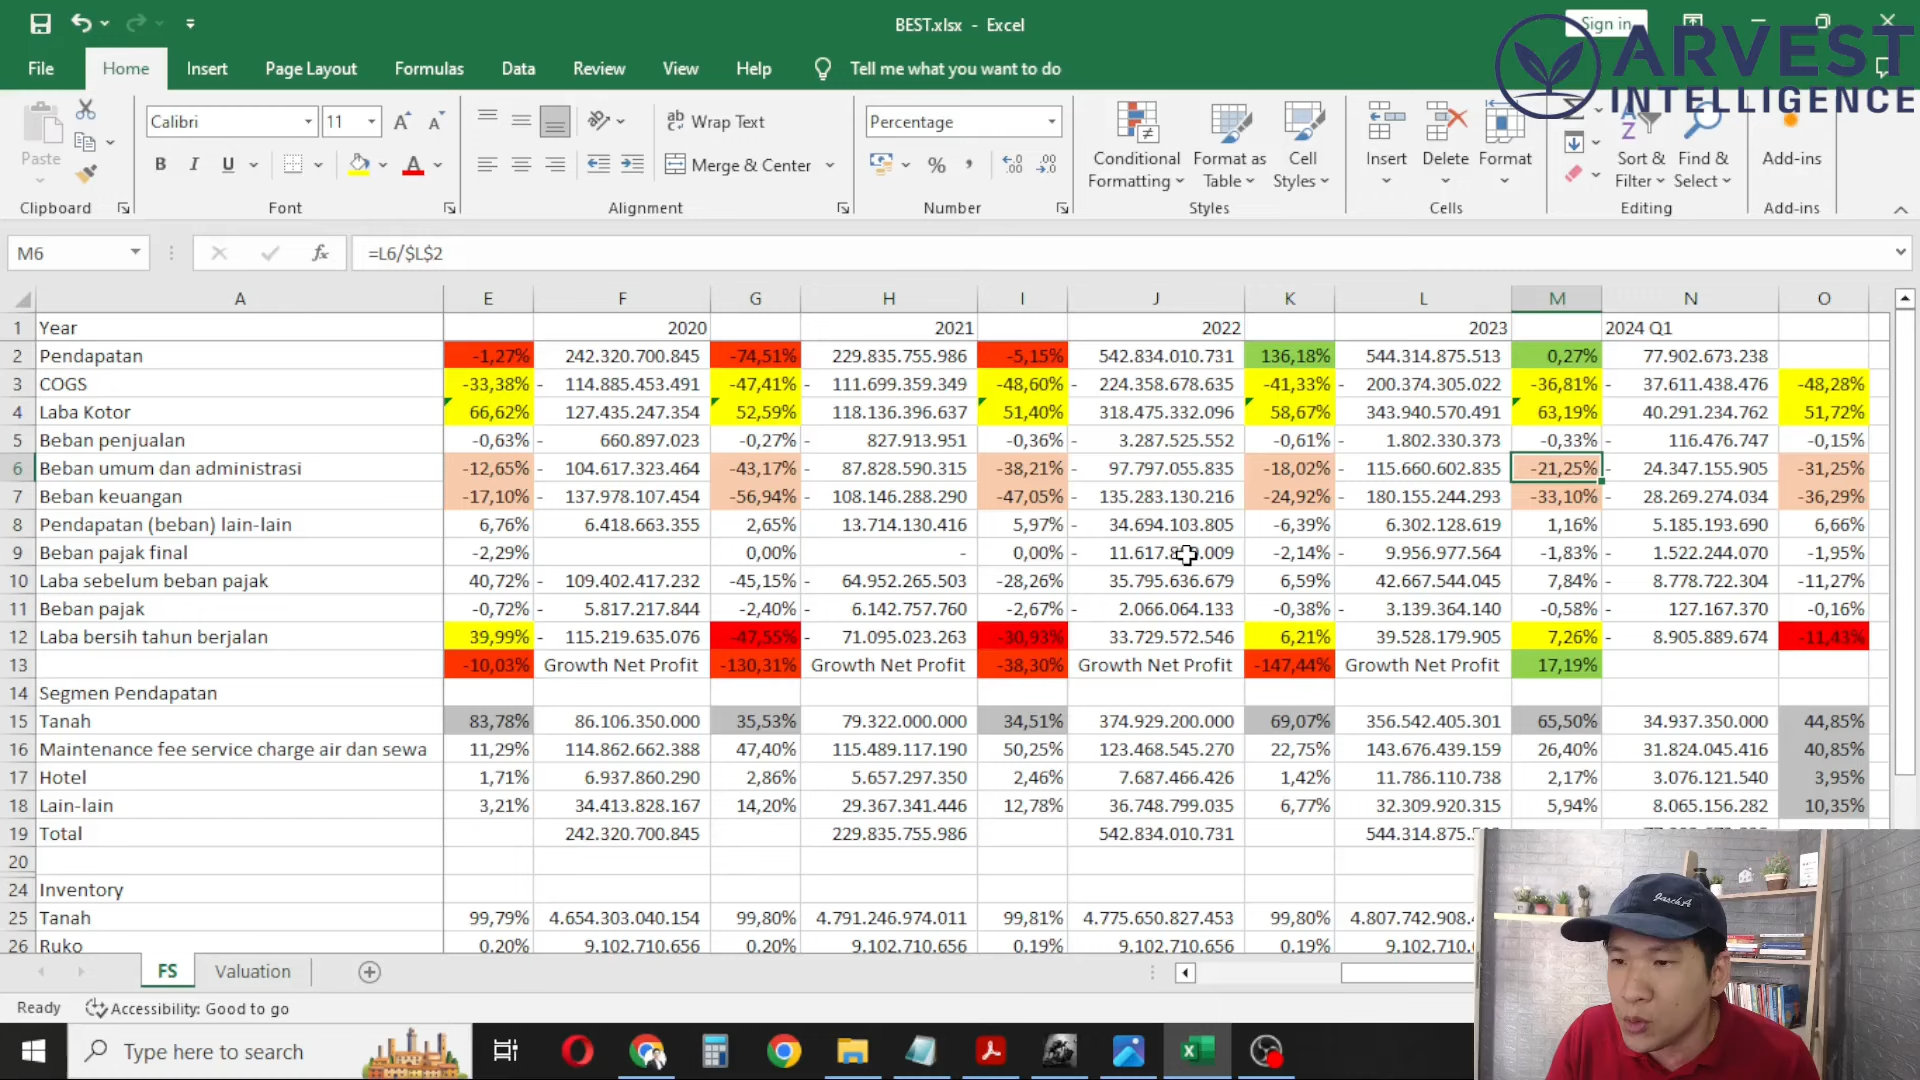 BEST.xlsx - Excel
Sign in
ARVEST
INTELLIGENCE
File Home Insert Page Layout Formulas Data Review View Help Tell me what you want to do
Paste
Calibri 11
B I U
Wrap Text
Merge & Center
Percentage
Conditional Formatting
Format as Table
Cell Styles
Insert Delete Format
Sort & Filter
Find & Select
Add-ins
Clipboard Font Alignment Number Styles Cells Editing Add-ins
M6 fx =L6/$L$2
A E F G H I J K L M N O
1 Year 2020 2021 2022 2023 2024 Q1
2 Pendapatan -1,27% 242.320.700.845 -74,51% 229.835.755.986 -5,15% 542.834.010.731 136,18% 544.314.875.513 0,27% 77.902.673.238
3 COGS -33,38% - 114.885.453.491 -47,41% - 111.699.359.349 -48,60% - 224.358.678.635 -41,33% - 200.374.305.022 -36,81% - 37.611.438.476 -48,28%
4 Laba Kotor 66,62% 127.435.247.354 52,59% 118.136.396.637 51,40% 318.475.332.096 58,67% 343.940.570.491 63,19% 40.291.234.762 51,72%
5 Beban penjualan -0,63% - 660.897.023 -0,27% - 827.913.951 -0,36% - 3.287.525.552 -0,61% - 1.802.330.373 -0,33% - 116.476.747 -0,15%
6 Beban umum dan administrasi -12,65% - 104.617.323.464 -43,17% - 87.828.590.315 -38,21% - 97.797.055.835 -18,02% - 115.660.602.835 -21,25% - 24.347.155.905 -31,25%
7 Beban keuangan -17,10% - 137.978.107.454 -56,94% - 108.146.288.290 -47,05% - 135.283.130.216 -24,92% - 180.155.244.293 -33,10% - 28.269.274.034 -36,29%
8 Pendapatan (beban) lain-lain 6,76% 6.418.663.355 2,65% 13.714.130.416 5,97% - 34.694.103.805 -6,39% 6.302.128.619 1,16% 5.185.193.690 6,66%
9 Beban pajak final -2,29% 0,00% - 0,00% - -2,14% - 9.956.977.564 -1,83% - 1.522.244.070 -1,95%
10 Laba sebelum beban pajak 40,72% - 109.402.417.232 -45,15% - 64.952.265.503 -28,26% 35.795.636.679 6,59% 42.667.544.045 7,84% - 8.778.722.304 -11,27%
11 Beban pajak -0,72% - 5.817.217.844 -2,40% - 6.142.757.760 -2,67% - 2.066.064.133 -0,38% - 3.139.364.140 -0,58% - 127.167.370 -0,16%
12 Laba bersih tahun berjalan 39,99% - 115.219.635.076 -47,55% - 71.095.023.263 -30,93% 33.729.572.546 6,21% 39.528.179.905 7,26% - 8.905.889.674 -11,43%
13 -10,03% Growth Net Profit -130,31% Growth Net Profit -38,30% Growth Net Profit -147,44% Growth Net Profit 17,19%
14 Segmen Pendapatan
15 Tanah 83,78% 86.106.350.000 35,53% 79.322.000.000 34,51% 374.929.200.000 69,07% 356.542.405.301 65,50% 34.937.350.000 44,85%
16 Maintenance fee service charge air dan sewa 11,29% 114.862.662.388 47,40% 115.489.117.190 50,25% 123.468.545.270 22,75% 143.676.439.159 26,40% 31.824.045.416 40,85%
17 Hotel 1,71% 6.937.860.290 2,86% 5.657.297.350 2,46% 7.687.466.426 1,42% 11.786.110.738 2,17% 3.076.121.540 3,95%
18 Lain-lain 3,21% 34.413.828.167 14,20% 29.367.341.446 12,78% 36.748.799.035 6,77% 32.309.920.315 5,94% 8.065.156.282 10,35%
19 Total 242.320.700.845 229.835.755.986 542.834.010.731
20
24 Inventory
25 Tanah 99,79% 4.654.303.040.154 99,80% 4.791.246.974.011 99,81% 4.775.650.827.453 99,80%
26 Ruko 0,20% 9.102.710.656 0,20% 9.102.710.656 0,19% 9.102.710.656 0,19%
FS Valuation
Ready Accessibility: Good to go
Type here to search